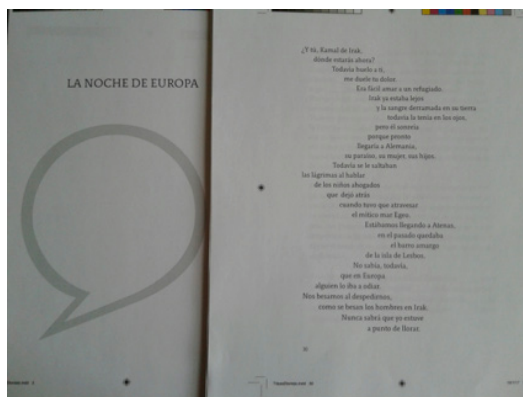 LA NOCHE DE EUROPA
¿Y tú, Kamal de Irak,
dónde estarás ahora?
Todavía huelo a ti,
me duele tu dolor.
Era fácil amar a un refugiado.
Irak ya estaba lejos
y la sangre derramada en su tierra
todavía la tenía en los ojos,
pero él sonreía
porque pronto
llegaría a Alemania,
su paraíso, su mujer, sus hijos.
Todavía se le saltaban
las lágrimas al hablar
de los niños ahogados
que dejó atrás
cuando tuvo que atravesar
el mítico mar Egeo.
Estábamos llegando a Atenas,
en el pasado quedaba
el barro amargo
de la isla de Lesbos.
No sabía, todavía,
que en Europa
alguien lo iba a odiar.
Nos besamos al despedirnos,
como se besan los hombres en Irak.
Nunca sabrá que yo estuve
a punto de llorar.